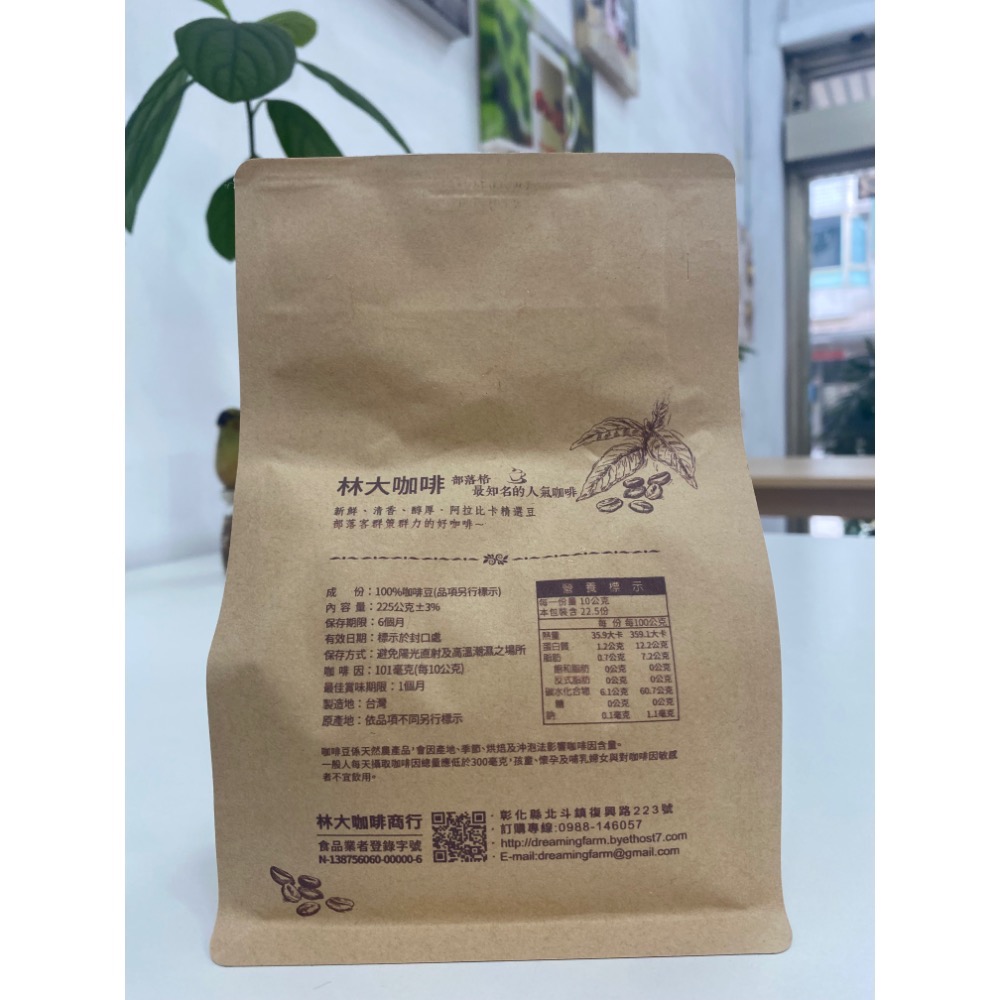 林大咖啡 部落格
最知名的人氣咖啡
新鮮、清香、醇厚．阿拉比卡精選豆
部落客群策群力的好咖啡～
成　份：100%咖啡豆(品項另行標示)
內容量：225公克±3%
保存期限：6個月
有效日期：標示於封口處
保存方式：避免陽光直射及高溫潮濕之場所
咖啡因：101毫克(每10公克)
最佳賞味期限：1個月
製造地：台灣
原產地：依品項不同另行標示
營養標示
每一份量 10公克
本包裝含 22.5份
每份 每100公克
熱量 35.9大卡 359.1大卡
蛋白質 1.2公克 12.2公克
脂肪 0.7公克 7.2公克
飽和脂肪 0公克 0公克
反式脂肪 0公克 0公克
碳水化合物 6.1公克 60.7公克
糖 0公克 0公克
鈉 0.1毫克 1.1毫克
咖啡豆係天然農產品，會因產地、季節、烘焙及沖泡法影響咖啡因含量。
一般人每天攝取咖啡因總量應低於300毫克，孩童、懷孕及哺乳婦女與對咖啡因敏感
者不宜飲用。
林大咖啡商行
食品業者登錄字號
N-138756060-00000-6
彰化縣北斗鎮復興路223號
訂購專線:0988-146057
http://dreamingfarm.byethost7.com
E-mail:dreamingfarm@gmail.com